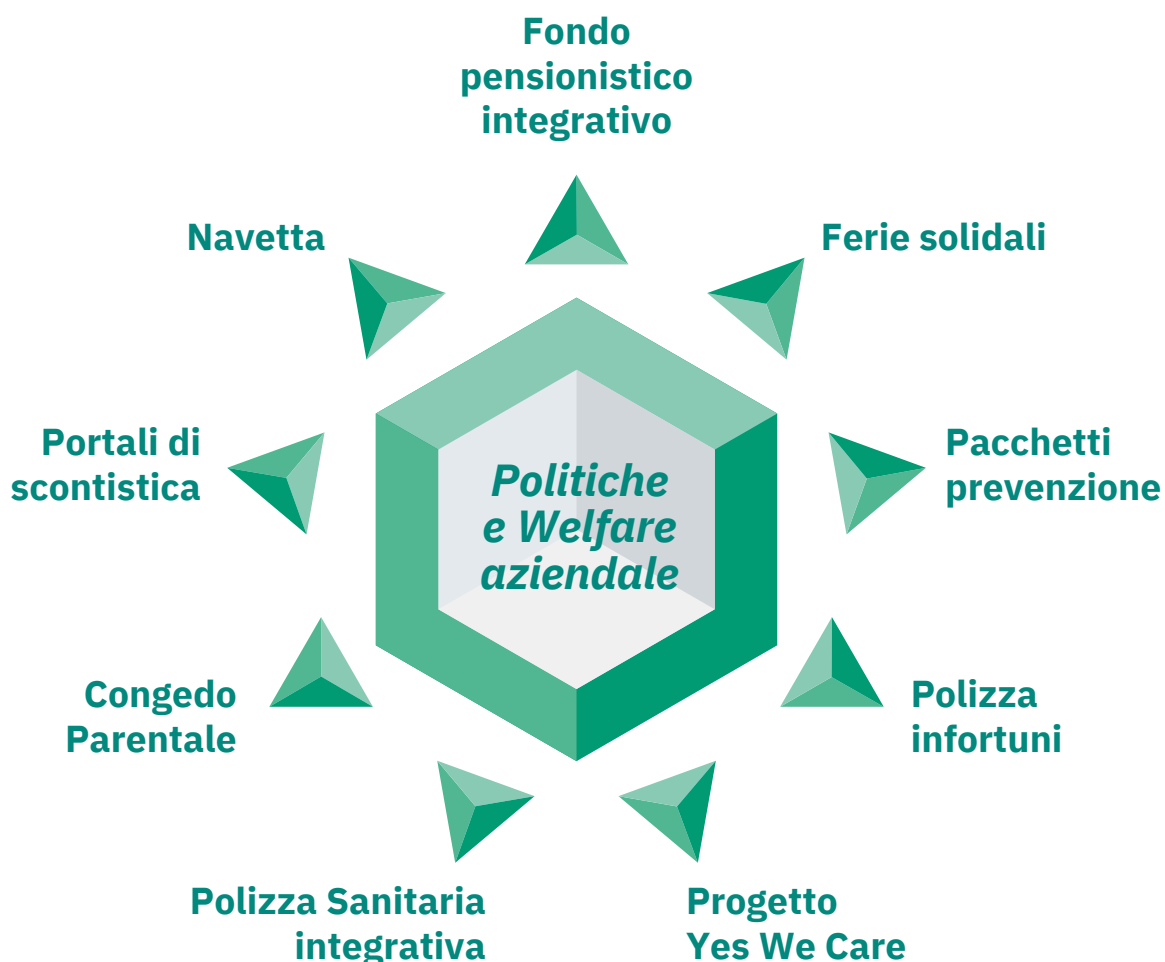 Fondo
pensionistico
integrativo
Navetta
Ferie solidali
Portali di
scontistica
Pacchetti
prevenzione
Politiche
e Welfare
aziendale
Congedo
Parentale
Polizza
infortuni
Polizza Sanitaria
integrativa
Progetto
Yes We Care